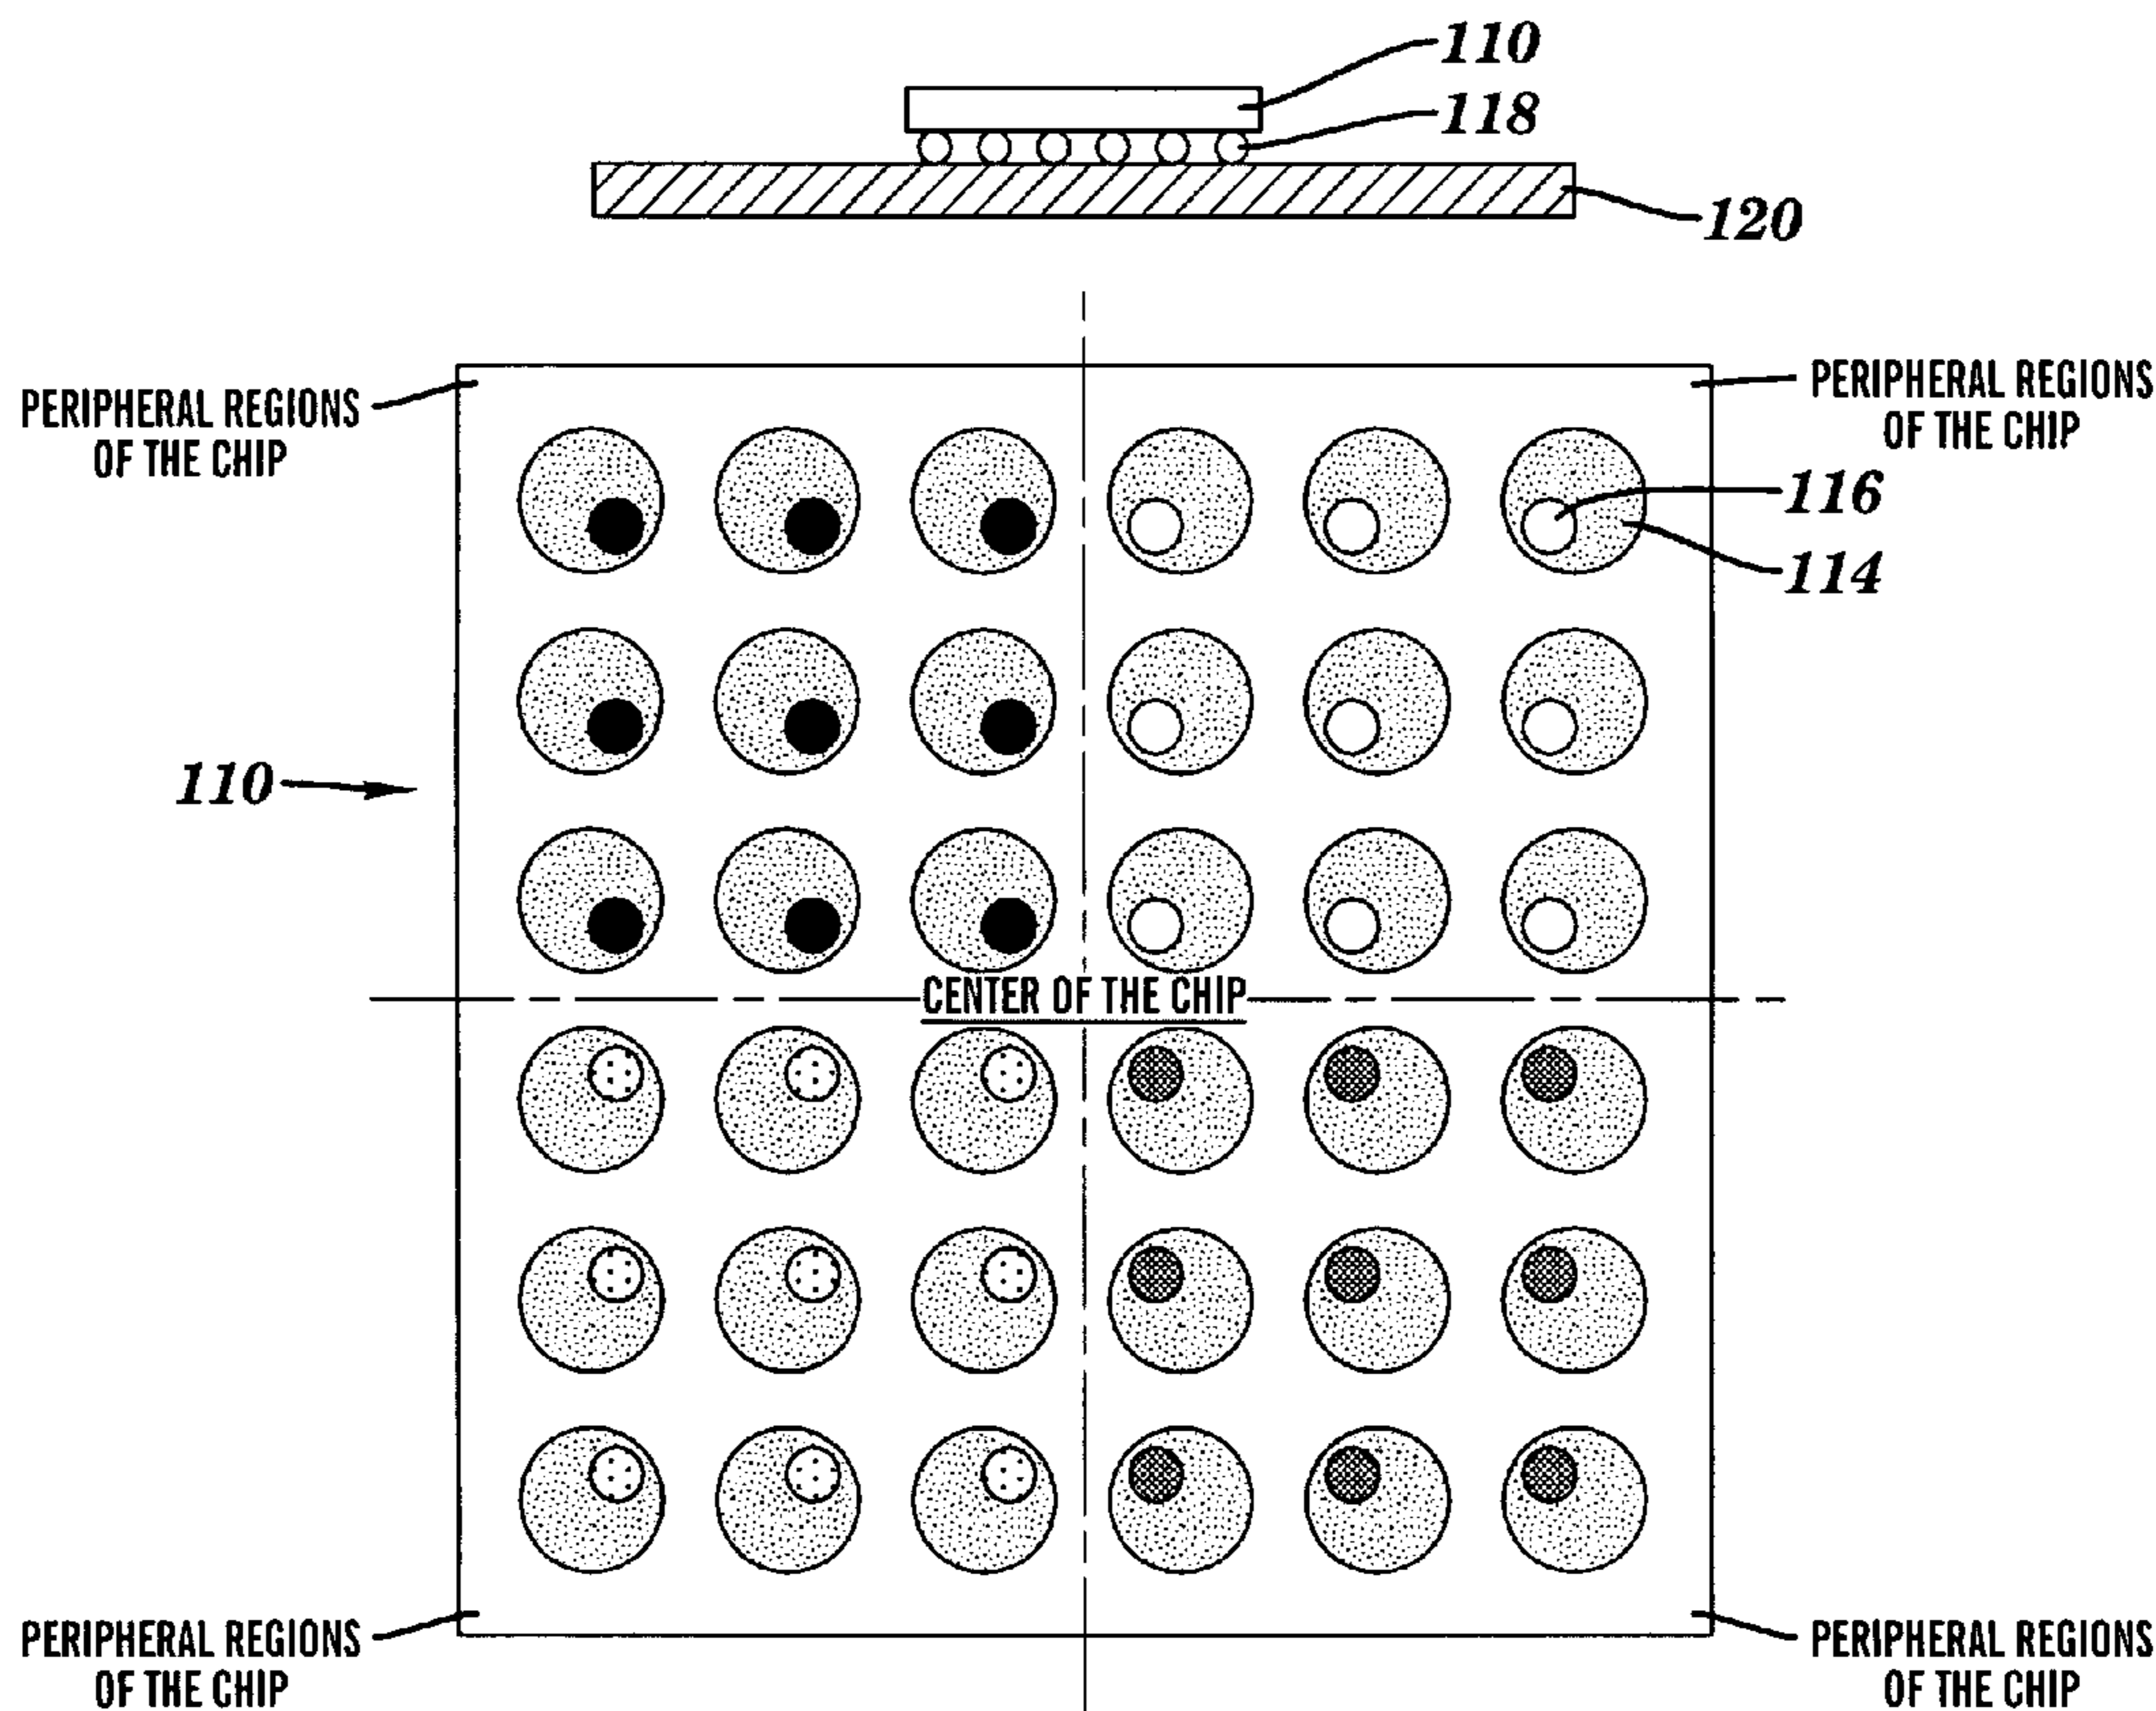 110
118
120
PERIPHERAL REGIONS
OF THE CHIP
PERIPHERAL REGIONS
OF THE CHIP
116
114
110
CENTER OF THE CHIP
PERIPHERAL REGIONS
OF THE CHIP
PERIPHERAL REGIONS
OF THE CHIP